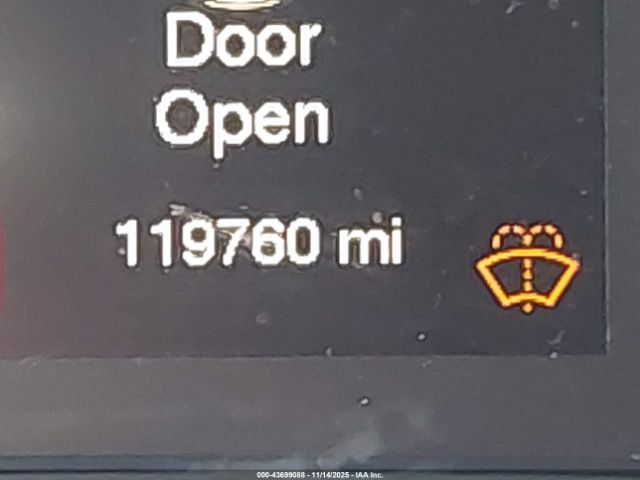 Door
Open
119760 mi
000-43699088 - 11/14/2025 - IAA Inc.